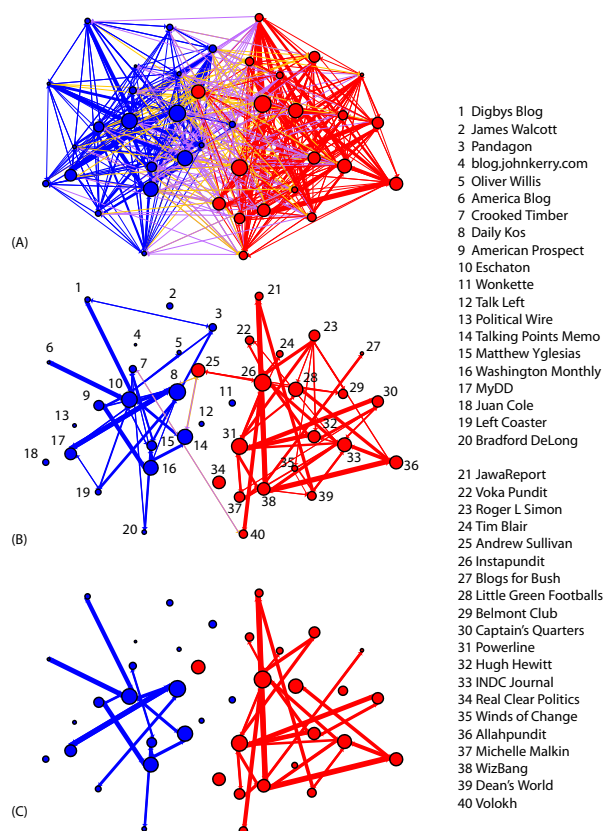 (A)
1 Digbys Blog
2 James Walcott
3 Pandagon
4 blog.johnkerry.com
5 Oliver Willis
6 America Blog
7 Crooked Timber
8 Daily Kos
9 American Prospect
10 Eschaton
11 Wonkette
12 Talk Left
13 Political Wire
14 Talking Points Memo
15 Matthew Yglesias
16 Washington Monthly
17 MyDD
18 Juan Cole
19 Left Coaster
20 Bradford DeLong
21 JawaReport
22 Voka Pundit
23 Roger L Simon
24 Tim Blair
25 Andrew Sullivan
26 Instapundit
27 Blogs for Bush
28 Little Green Footballs
29 Belmont Club
30 Captain's Quarters
31 Powerline
32 Hugh Hewitt
33 INDC Journal
34 Real Clear Politics
35 Winds of Change
36 Allahpundit
37 Michelle Malkin
38 WizBang
39 Dean's World
40 Volokh
1
2
3
4
5
6
7
8
9
10
11
12
13
14
15
16
17
18
19
20
21
22
23
24
25
26
27
28
29
30
31
32
33
34
35
36
37
38
39
40
(B)
(C)